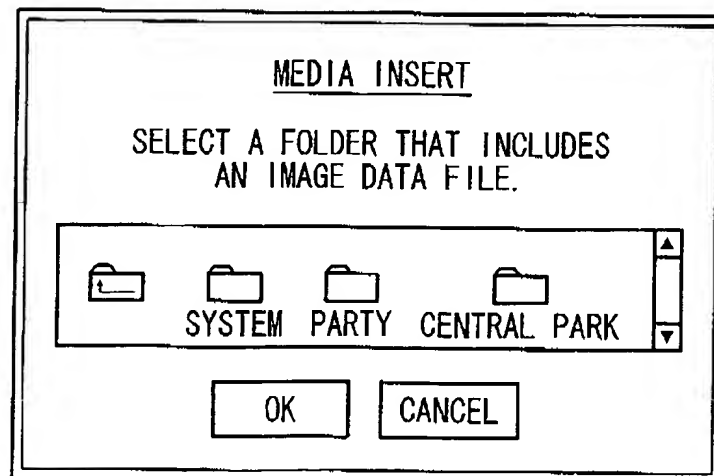 MEDIA INSERT
SELECT A FOLDER THAT INCLUDES
AN IMAGE DATA FILE.
SYSTEM PARTY CENTRAL PARK
OK CANCEL